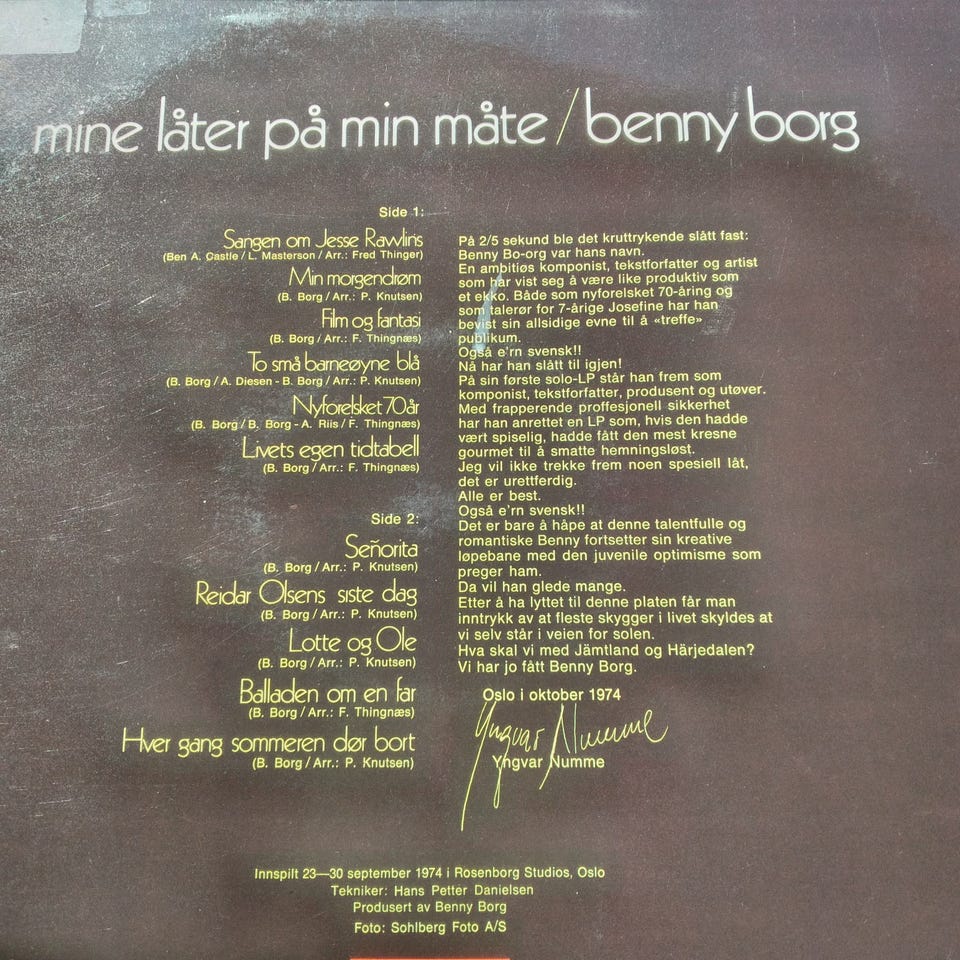 mine låter på min måte / benny borg
Side 1:
Sangen om Jesse Rawlins
(Ben A. Castle / L. Masterson / Arr.: Fred Thinger)
Min morgendrøm
(B. Borg / Arr.: P. Knutsen)
Film og fantasi
(B. Borg / Arr.: F. Thingnæs)
To små barneøyne blå
(B. Borg / A. Diesen - B. Borg / Arr.: P. Knutsen)
Nyforelsket 70 år
(B. Borg / B. Borg - A. Riis / F. Thingnæs)
Livets egen tidtabell
(B. Borg / Arr.: F. Thingnæs)
Side 2:
Señorita
(B. Borg / Arr.: P. Knutsen)
Reidar Olsens siste dag
(B. Borg / Arr.: P. Knutsen)
Lotte og Ole
(B. Borg / Arr.: P. Knutsen)
Balladen om en far
(B. Borg / Arr.: F. Thingnæs)
Hver gang sommeren dør bort
(B. Borg / Arr.: P. Knutsen)
På 2/5 sekund ble det kruttrykende slått fast:
Benny Bo-org var hans navn.
En ambitiøs komponist, tekstforfatter og artist
som har vist seg å være like produktiv som
et ekko. Både som nyforelsket 70-åring og
som talerør for 7-årige Josefine har han
bevist sin allsidige evne til å «treffe»
publikum.
Også e'rn svensk!!
Nå har han slått til igjen!
På sin første solo-LP står han frem som
komponist, tekstforfatter, produsent og utøver.
Med frapperende proffesjonell sikkerhet
har han anrettet en LP som, hvis den hadde
vært spiselig, hadde fått den mest kresne
gourmet til å smatte hemningsløst.
Jeg vil ikke trekke frem noen spesiell låt,
det er urettferdig.
Alle er best.
Også e'rn svensk!!
Det er bare å håpe at denne talentfulle og
romantiske Benny fortsetter sin kreative
løpebane med den juvenile optimisme som
preger ham.
Da vil han glede mange.
Etter å ha lyttet til denne platen får man
inntrykk av at fleste skygger i livet skyldes at
vi selv står i veien for solen.
Hva skal vi med Jämtland og Härjedalen?
Vi har jo fått Benny Borg.
Oslo i oktober 1974
Yngvar Numme
Yngvar Numme
Innspilt 23—30 september 1974 i Rosenborg Studios, Oslo
Tekniker: Hans Petter Danielsen
Produsert av Benny Borg
Foto: Sohlberg Foto A/S